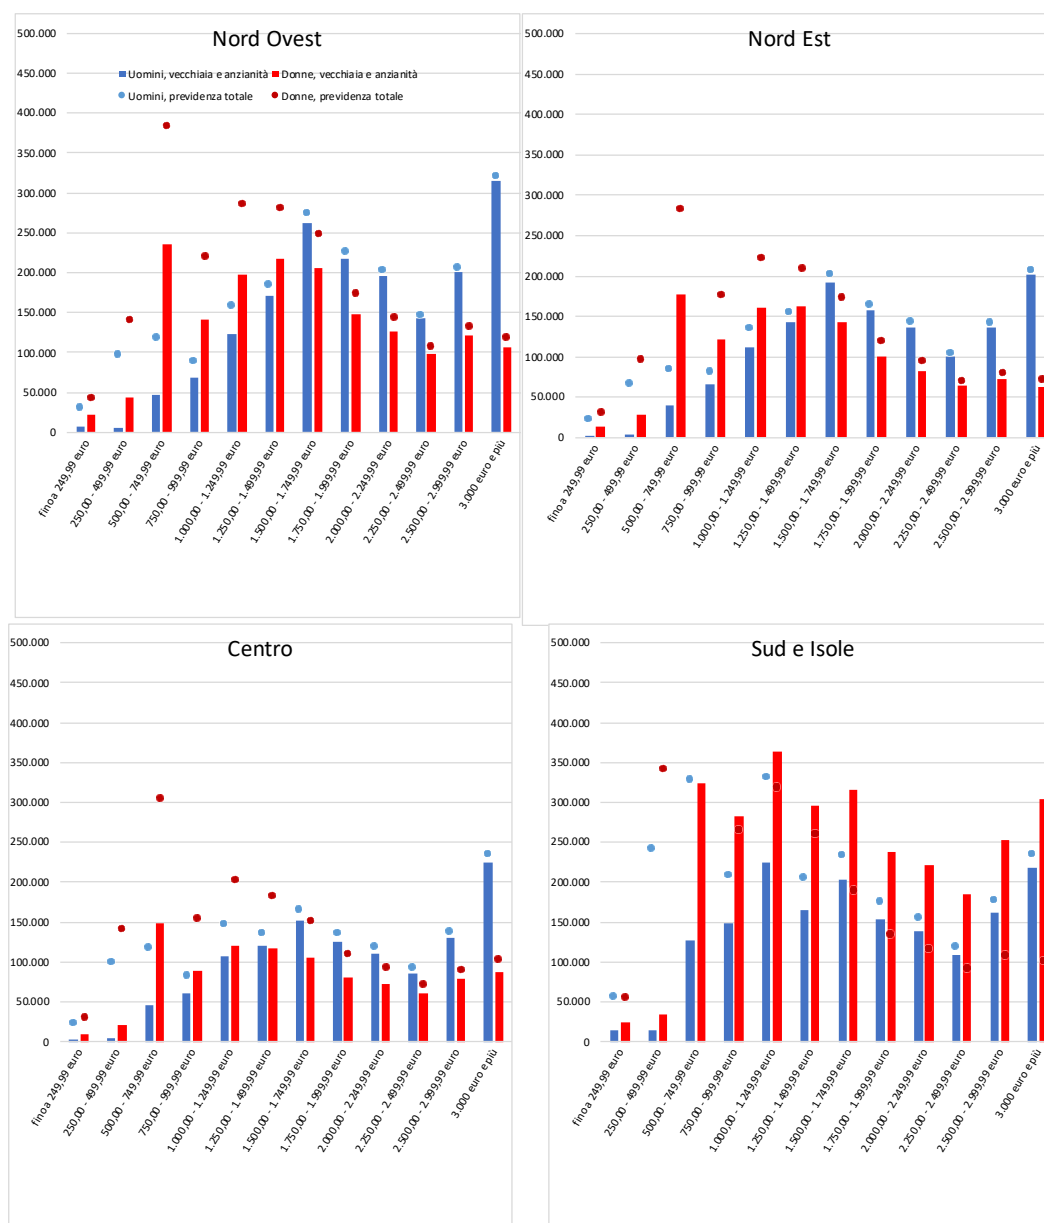 Nord Ovest
500.000
450.000
400.000
350.000
300.000
250.000
200.000
150.000
100.000
50.000
0
Uomini, vecchiaia e anzianità Donne, vecchiaia e anzianità
Uomini, previdenza totale Donne, previdenza totale
fino a 249,99 euro
250,00 - 499,99 euro
500,00 - 749,99 euro
750,00 - 999,99 euro
1.000,00 - 1.249,99 euro
1.250,00 - 1.499,99 euro
1.500,00 - 1.749,99 euro
1.750,00 - 1.999,99 euro
2.000,00 - 2.249,99 euro
2.250,00 - 2.499,99 euro
2.500,00 - 2.999,99 euro
3.000 euro e più
Nord Est
500.000
450.000
400.000
350.000
300.000
250.000
200.000
150.000
100.000
50.000
0
fino a 249,99 euro
250,00 - 499,99 euro
500,00 - 749,99 euro
750,00 - 999,99 euro
1.000,00 - 1.249,99 euro
1.250,00 - 1.499,99 euro
1.500,00 - 1.749,99 euro
1.750,00 - 1.999,99 euro
2.000,00 - 2.249,99 euro
2.250,00 - 2.499,99 euro
2.500,00 - 2.999,99 euro
3.000 euro e più
Centro
500.000
450.000
400.000
350.000
300.000
250.000
200.000
150.000
100.000
50.000
0
fino a 249,99 euro
250,00 - 499,99 euro
500,00 - 749,99 euro
750,00 - 999,99 euro
1.000,00 - 1.249,99 euro
1.250,00 - 1.499,99 euro
1.500,00 - 1.749,99 euro
1.750,00 - 1.999,99 euro
2.000,00 - 2.249,99 euro
2.250,00 - 2.499,99 euro
2.500,00 - 2.999,99 euro
3.000 euro e più
Sud e Isole
500.000
450.000
400.000
350.000
300.000
250.000
200.000
150.000
100.000
50.000
0
fino a 249,99 euro
250,00 - 499,99 euro
500,00 - 749,99 euro
750,00 - 999,99 euro
1.000,00 - 1.249,99 euro
1.250,00 - 1.499,99 euro
1.500,00 - 1.749,99 euro
1.750,00 - 1.999,99 euro
2.000,00 - 2.249,99 euro
2.250,00 - 2.499,99 euro
2.500,00 - 2.999,99 euro
3.000 euro e più